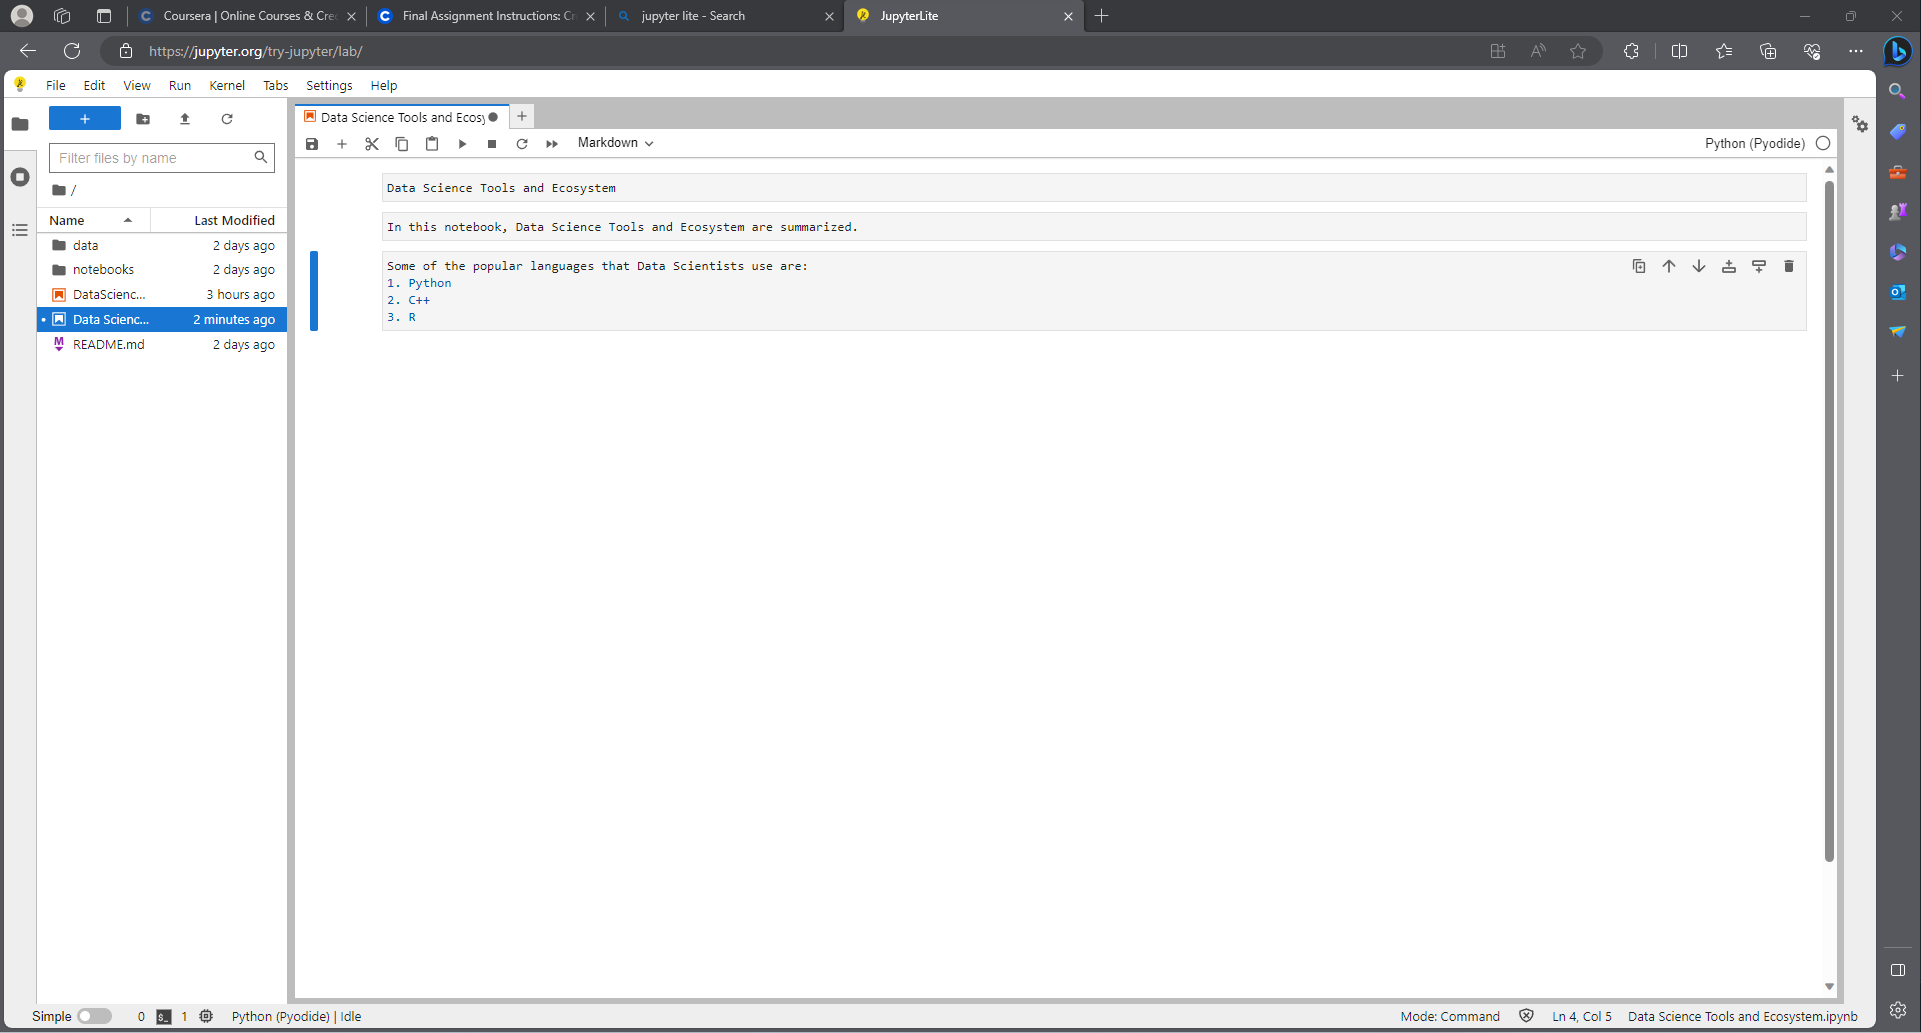 Coursera | Online Courses & Cre
Final Assignment Instructions: Cr
jupyter lite - Search
JupyterLite
https://jupyter.org/try-jupyter/lab/
File Edit View Run Kernel Tabs Settings Help
Data Science Tools and Ecosy
Filter files by name
Markdown
Python (Pyodide)
/
Name Last Modified
data 2 days ago
notebooks 2 days ago
DataScienc... 3 hours ago
Data Scienc... 2 minutes ago
README.md 2 days ago
Data Science Tools and Ecosystem
In this notebook, Data Science Tools and Ecosystem are summarized.
Some of the popular languages that Data Scientists use are:
1. Python
2. C++
3. R
Simple 0 $_ 1 Python (Pyodide) | Idle Mode: Command Ln 4, Col 5 Data Science Tools and Ecosystem.ipynb